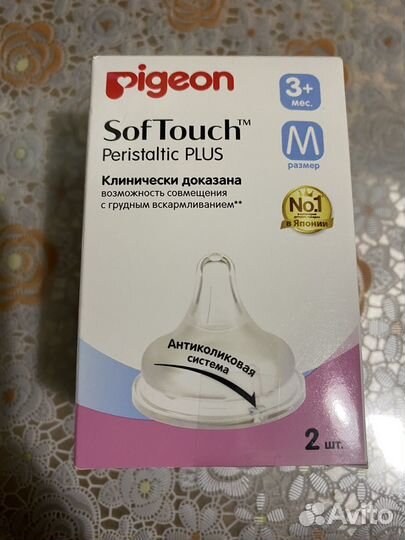 pigeon
3+
мес.
SofTouch™
Peristaltic PLUS
M
размер
Клинически доказана
возможность совмещения
с грудным вскармливанием**
No.1
в Японии
Антиколиковая
система
2 шт.
Avito